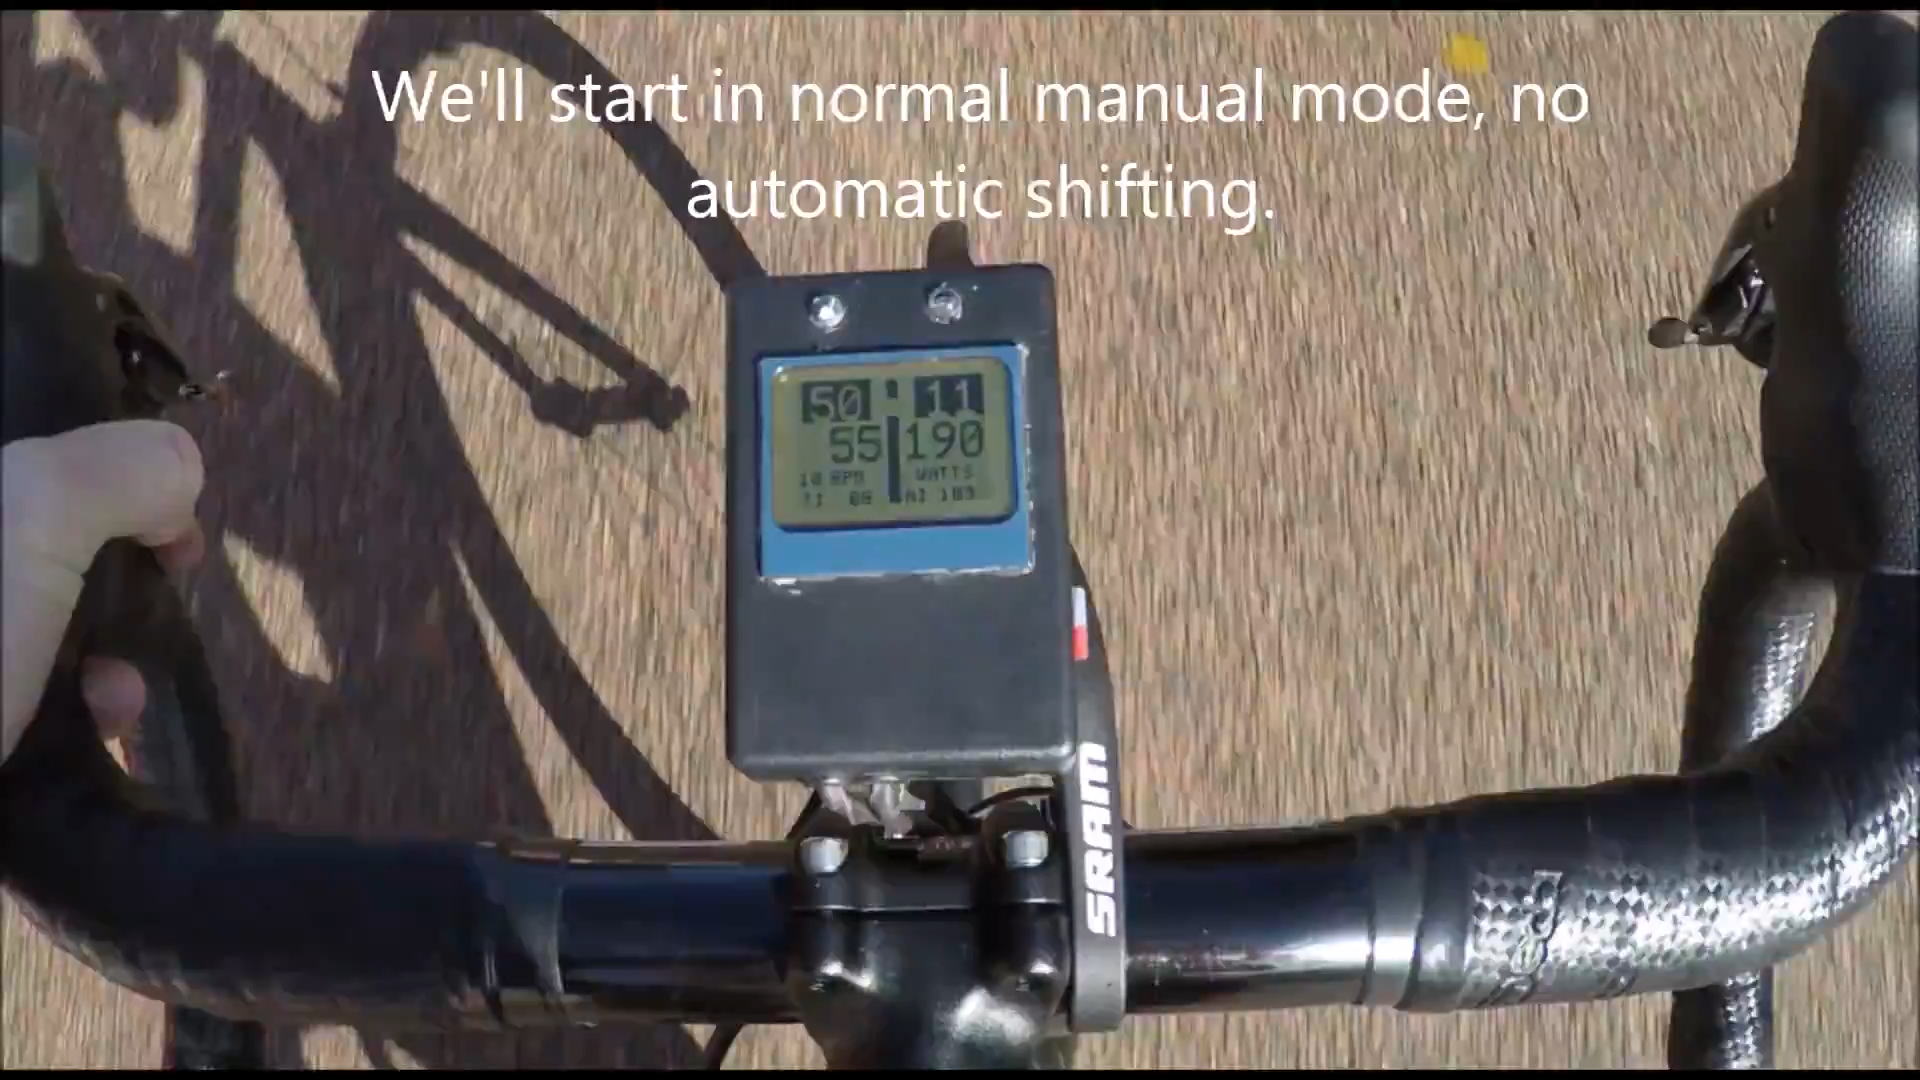 We'll start in normal manual mode, no
automatic shifting.
50 : 11
55 190
WATTS
SRAM